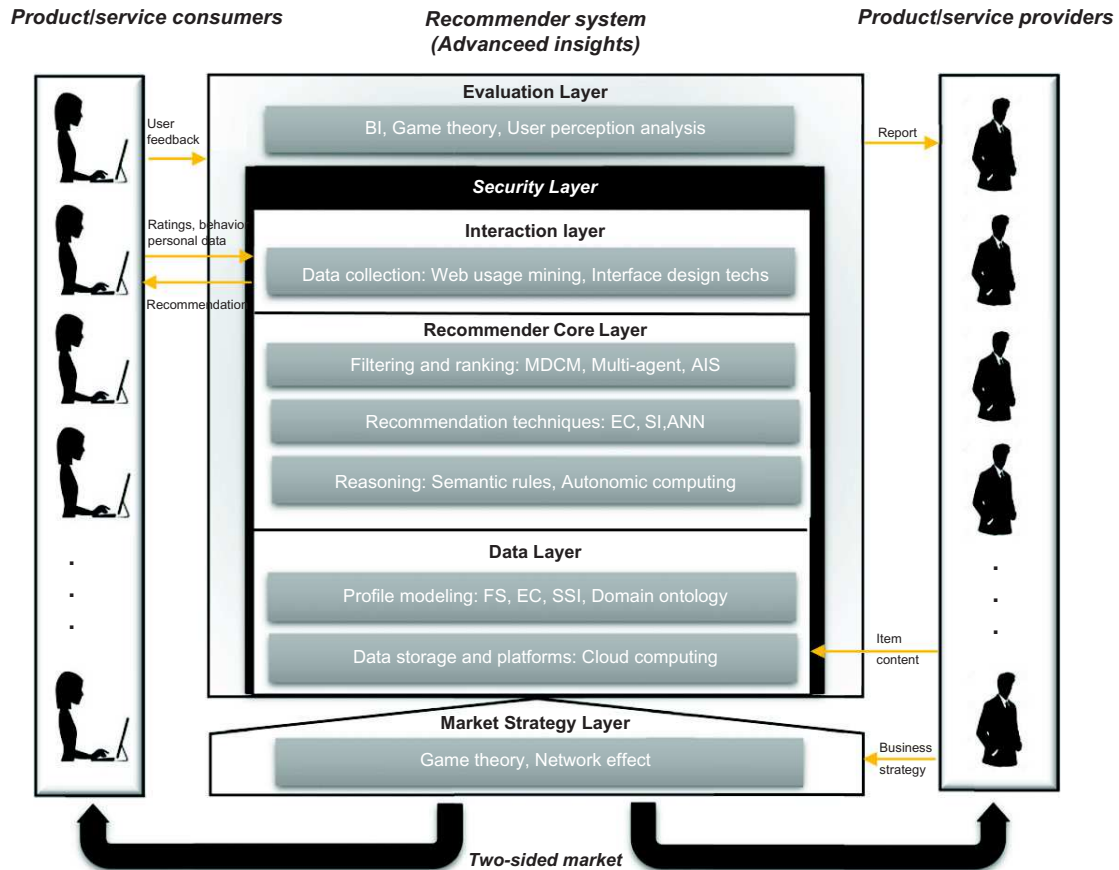 Product/service consumers
Recommender system
(Advanceed insights)
Product/service providers
Evaluation Layer
BI, Game theory, User perception analysis
User
feedback
Report
Security Layer
Ratings, behavior
personal data
Interaction layer
Data collection: Web usage mining, Interface design techs
Recommendation
Recommender Core Layer
Filtering and ranking: MDCM, Multi-agent, AIS
Recommendation techniques: EC, SI,ANN
Reasoning: Semantic rules, Autonomic computing
Data Layer
Profile modeling: FS, EC, SSI, Domain ontology
Data storage and platforms: Cloud computing
Item
content
Market Strategy Layer
Game theory, Network effect
Business
strategy
Two-sided market